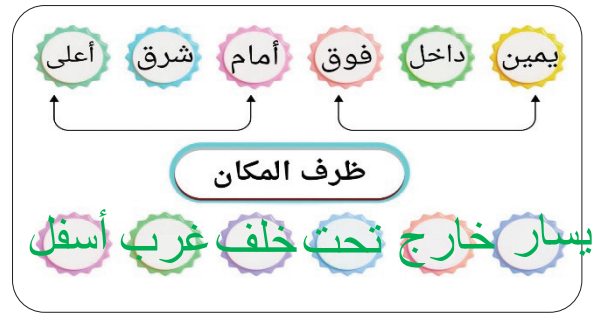 يمين داخل فوق أمام شرق أعلى
ظرف المكان
يسار خارج تحت خلف غرب أسفل